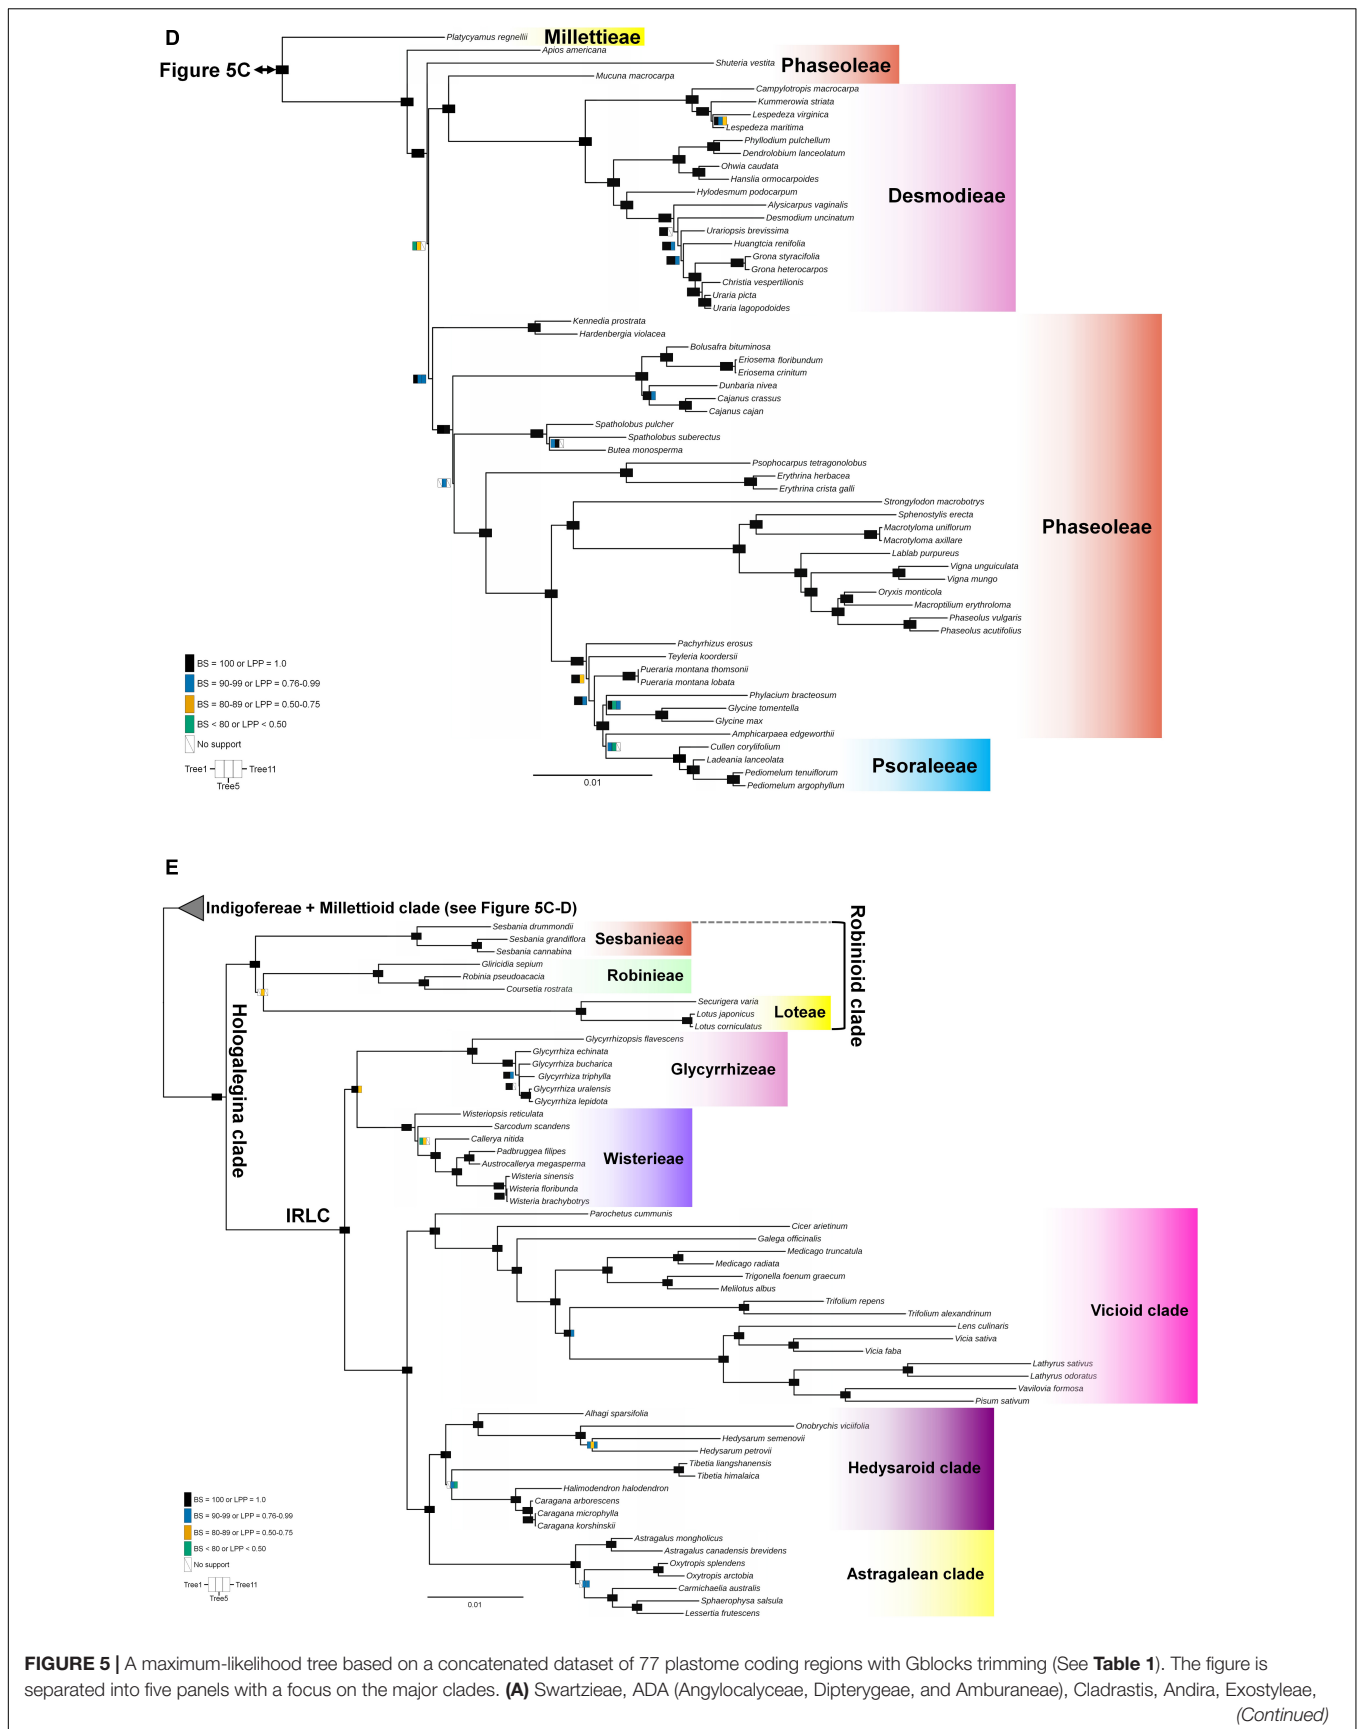 D
Figure 5C
Platycyamus regnellii
Millettieae
Apios americana
Shuteria vestita
Phaseoleae
Mucuna macrocarpa
Campylotropis macrocarpa
Kummerowia striata
Lespedeza virginica
Lespedeza maritima
Phyllodium pulchellum
Dendrolobium lanceolatum
Ohwia caudata
Hanslia ormocarpoides
Desmodieae
Hylodesmum podocarpum
Alysicarpus vaginalis
Desmodium uncinatum
Urariopsis brevissima
Huangtcia renifolia
Grona styracifolia
Grona heterocarpos
Christia vespertilionis
Uraria picta
Uraria lagopodoides
Kennedia prostrata
Hardenbergia violacea
Bolusafra bituminosa
Eriosema floribundum
Eriosema crinitum
Dunbaria nivea
Cajanus crassus
Cajanus cajan
Spatholobus pulcher
Spatholobus suberectus
Butea monosperma
Psophocarpus tetragonolobus
Erythrina herbacea
Erythrina crista galli
Strongylodon macrobotrys
Sphenostylis erecta
Macrotyloma uniflorum
Phaseoleae
Macrotyloma axillare
Lablab purpureus
Vigna unguiculata
Vigna mungo
Oryxis monticola
Macroptilium erythroloma
Phaseolus vulgaris
Phaseolus acutifolius
Pachyrhizus erosus
Teyleria koordersii
Pueraria montana thomsonii
Pueraria montana lobata
Phylacium bracteosum
Glycine tomentella
Glycine max
Amphicarpaea edgeworthii
Cullen corylifolium
Ladeania lanceolata
Psoraleeae
Pediomelum tenuiflorum
Pediomelum argophyllum
BS = 100 or LPP = 1.0
BS = 90-99 or LPP = 0.76-0.99
BS = 80-89 or LPP = 0.50-0.75
BS < 80 or LPP < 0.50
No support
Tree1 Tree11
Tree5
0.01
E
Indigofereae + Millettioid clade (see Figure 5C-D)
Sesbania drummondii
Sesbania grandiflora
Sesbanieae
Sesbania cannabina
Gliricidia sepium
Robinia pseudoacacia
Robinieae
Coursetia rostrata
Securigera varia
Lotus japonicus
Loteae
Lotus corniculatus
Robinioid clade
Hologalegina clade
Glycyrrhizopsis flavescens
Glycyrrhiza echinata
Glycyrrhiza bucharica
Glycyrrhizeae
Glycyrrhiza triphylla
Glycyrrhiza uralensis
Glycyrrhiza lepidota
Wisteriopsis reticulata
Sarcodum scandens
Callerya nitida
Padbruggea filipes
Wisterieae
Austrocallerya megasperma
Wisteria sinensis
Wisteria floribunda
Wisteria brachybotrys
IRLC
Parochetus cummunis
Cicer arietinum
Galega officinalis
Medicago truncatula
Medicago radiata
Trigonella foenum graecum
Melilotus albus
Trifolium repens
Vicioid clade
Trifolium alexandrinum
Lens culinaris
Vicia sativa
Vicia faba
Lathyrus sativus
Lathyrus odoratus
Vavilovia formosa
Pisum sativum
Alhagi sparsifolia
Onobrychis viciifolia
Hedysarum semenovii
Hedysarum petrovii
Tibetia liangshanensis
Hedysaroid clade
Tibetia himalaica
Halimodendron halodendron
Caragana arborescens
Caragana microphylla
Caragana korshinskii
Astragalus mongholicus
Astragalus canadensis brevidens
Oxytropis splendens
Astragalean clade
Oxytropis arctobia
Carmichaelia australis
Sphaerophysa salsula
Lessertia frutescens
BS = 100 or LPP = 1.0
BS = 90-99 or LPP = 0.76-0.99
BS = 80-89 or LPP = 0.50-0.75
BS < 80 or LPP < 0.50
No support
Tree1 Tree11
Tree5
0.01
FIGURE 5 | A maximum-likelihood tree based on a concatenated dataset of 77 plastome coding regions with Gblocks trimming (See Table 1). The figure is
separated into five panels with a focus on the major clades. (A) Swartzieae, ADA (Angylocalyceae, Dipterygeae, and Amburaneae), Cladrastis, Andira, Exostyleae,
(Continued)